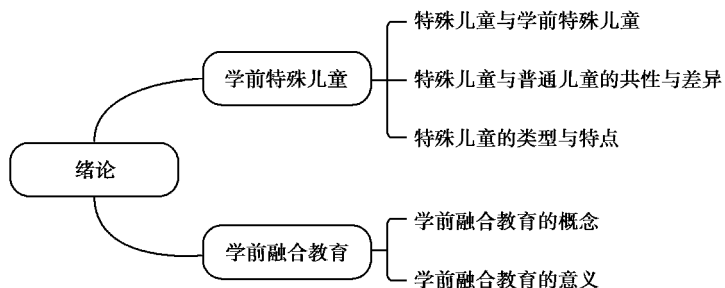 特殊儿童与学前特殊儿童
学前特殊儿童
特殊儿童与普通儿童的共性与差异
特殊儿童的类型与特点
绪论
学前融合教育的概念
学前融合教育
学前融合教育的意义